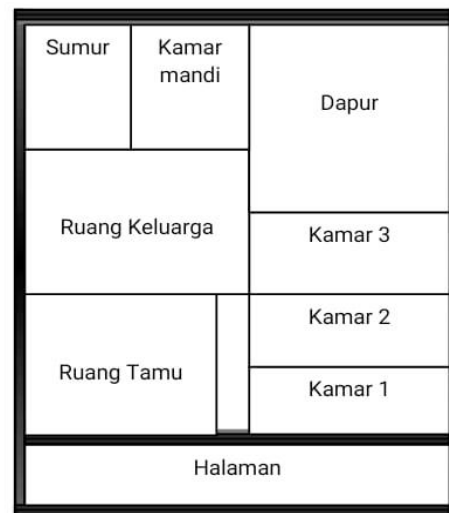 Sumur
Kamar
mandi
Dapur
Ruang Keluarga
Kamar 3
Kamar 2
Ruang Tamu
Kamar 1
Halaman